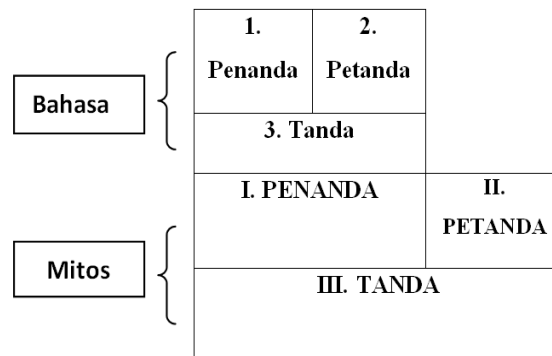 1.
Penanda
2.
Petanda
Bahasa
3. Tanda
I. PENANDA
II.
PETANDA
Mitos
III. TANDA